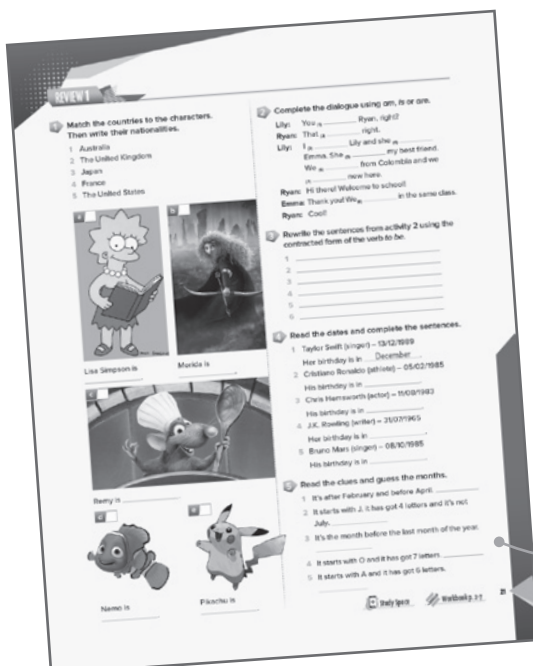 REVIEW 1
1 Match the countries to the characters.
Then write their nationalities.
1 Australia
2 The United Kingdom
3 Japan
4 France
5 The United States
a
b
Lisa Simpson is
Merida is
c
Remy is
d
e
Nemo is
Pikachu is
2 Complete the dialogue using am, is or are.
Lily: You Ryan, right?
Ryan: That right.
Lily: I Lily and she
Emma. She my best friend.
We from Colombia and we
new here.
Ryan: Hi there! Welcome to school!
Emma: Thank you! We in the same class.
Ryan: Cool!
3 Rewrite the sentences from activity 2 using the
contracted form of the verb to be.
1
2
3
4
5
6
4 Read the dates and complete the sentences.
1 Taylor Swift (singer) – 13/12/1989
Her birthday is in December.
2 Cristiano Ronaldo (athlete) – 05/02/1985
His birthday is in
3 Chris Hemsworth (actor) – 11/08/1983
His birthday is in
4 J.K. Rowling (writer) – 31/07/1965
Her birthday is in
5 Bruno Mars (singer) – 08/10/1985
His birthday is in
5 Read the clues and guess the months.
1 It's after February and before April.
2 It starts with J, it has got 4 letters and it's not
July.
3 It's the month before the last month of the year.
4 It starts with O and it has got 7 letters.
5 It starts with A and it has got 6 letters.
Study Space
Workbook p.
21